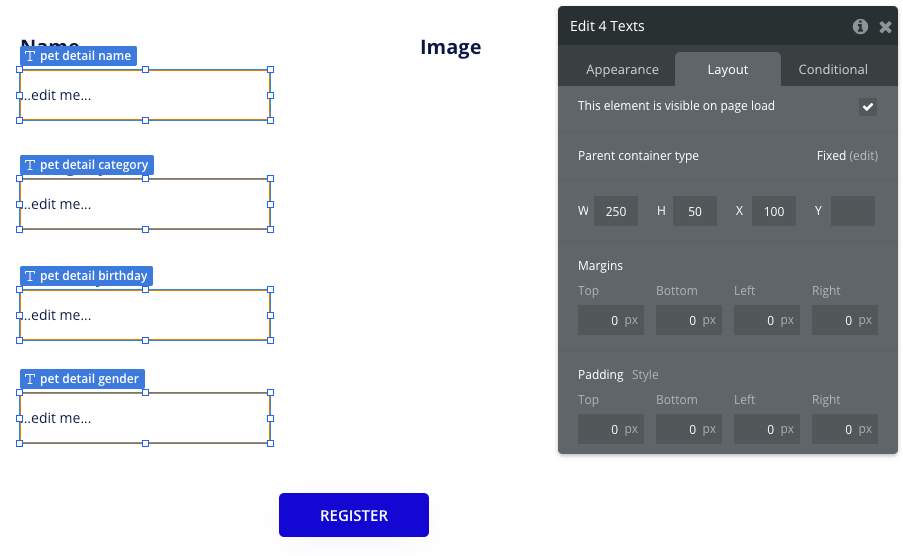 Name
pet detail name
...edit me...
pet detail category
...edit me...
pet detail birthday
...edit me...
pet detail gender
...edit me...
Image
REGISTER
Edit 4 Texts
Appearance Layout Conditional
This element is visible on page load
Parent container type Fixed (edit)
W 250 H 50 X 100 Y
Margins
Top Bottom Left Right
0 px 0 px 0 px 0 px
Padding Style
Top Bottom Left Right
0 px 0 px 0 px 0 px